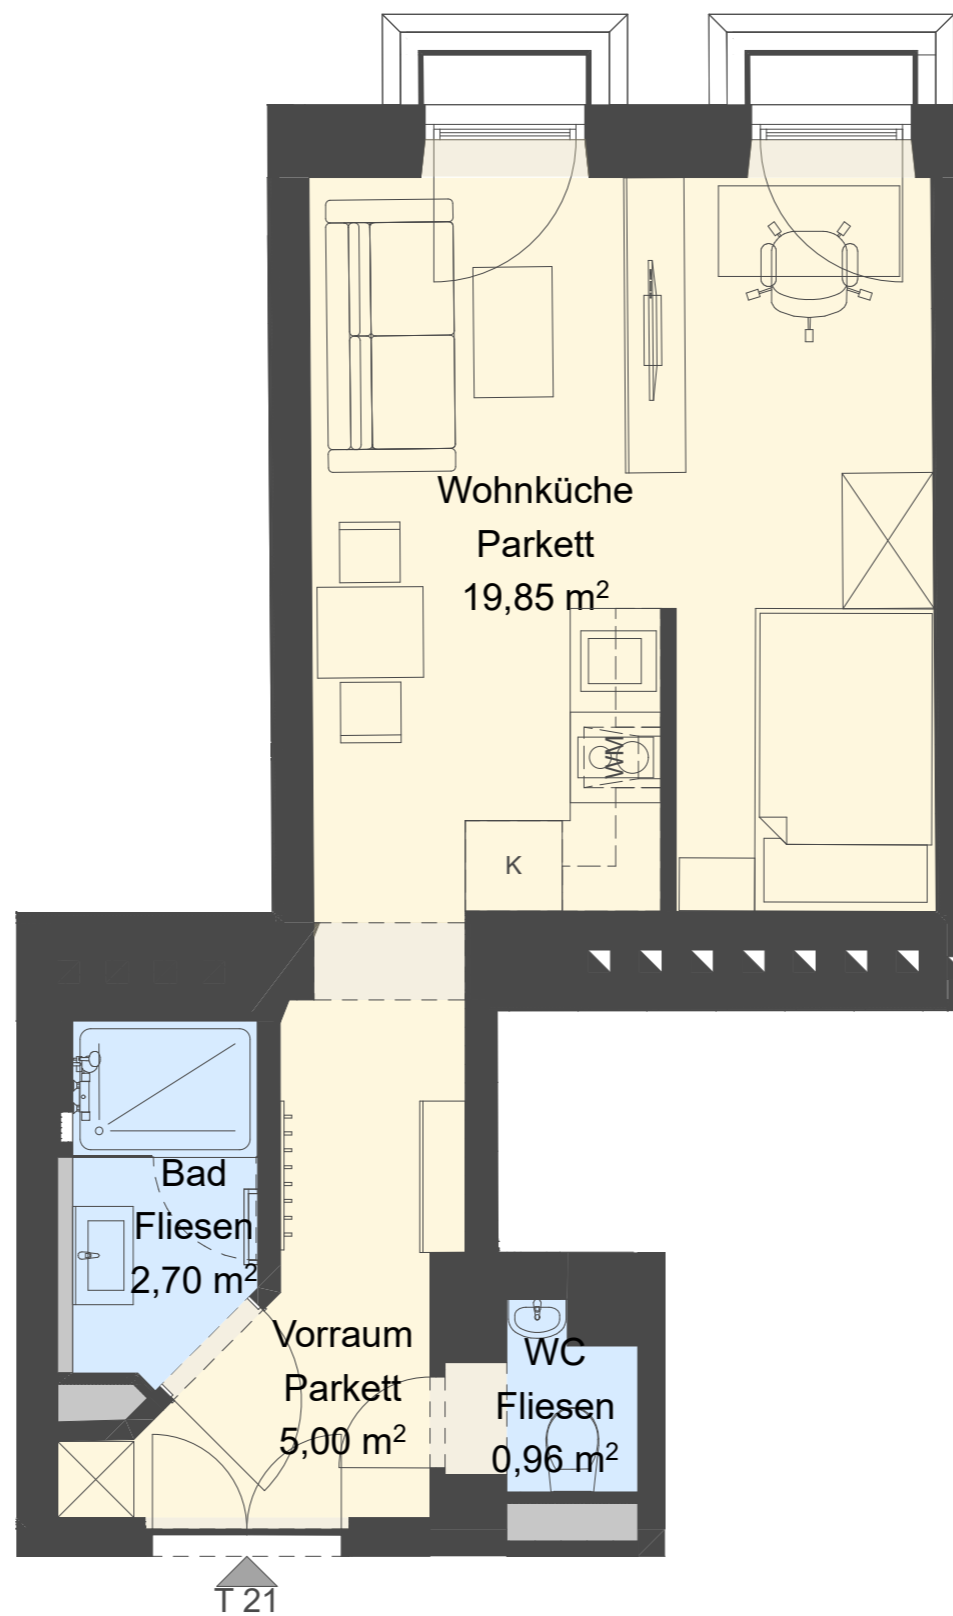 Wohnküche
Parkett
19,85 m²
K
Bad
Fliesen
2,70 m²
Vorraum
Parkett
5,00 m²
WC
Fliesen
0,96 m²
T 21